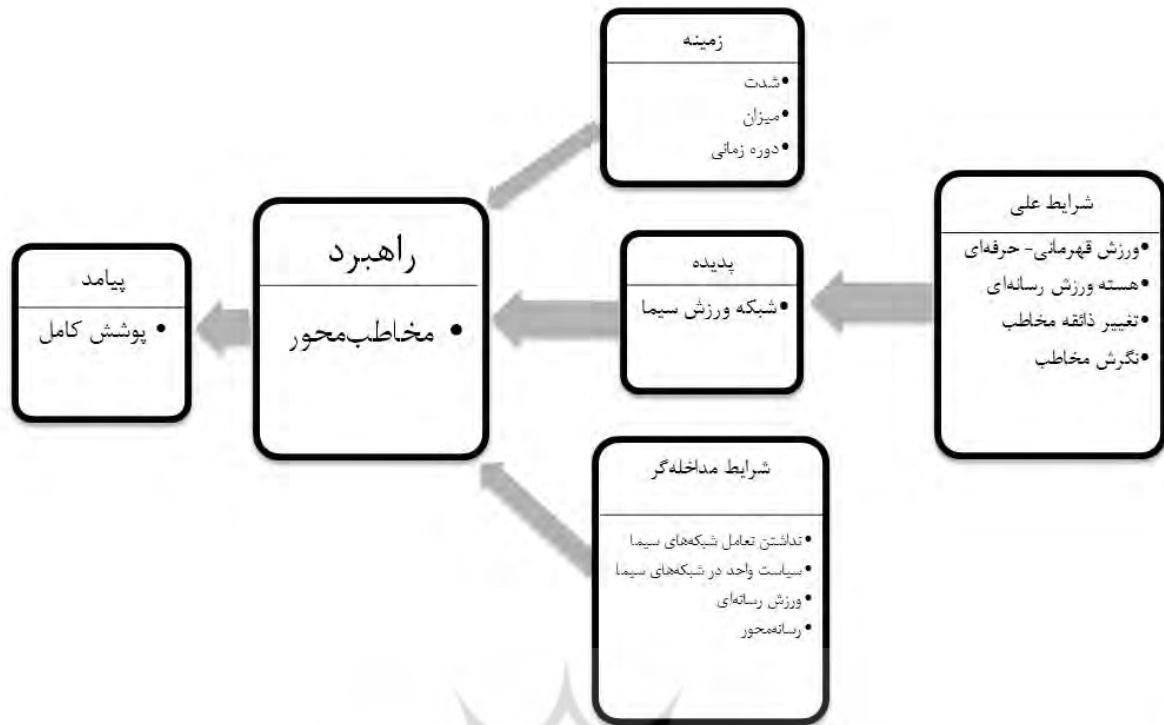 زمینه
•شدت
•میزان
•دوره زمانی
شرایط علی
•ورزش قهرمانی- حرفه‌ای
•هسته ورزش رسانه‌ای
•تغییر ذائقه مخاطب
•نگرش مخاطب
پدیده
•شبکه ورزش سیما
راهبرد
• مخاطب‌محور
پیامد
• پوشش کامل
شرایط مداخله‌گر
•نداشتن تعامل شبکه‌های سیما
•سیاست واحد در شبکه‌های سیما
•ورزش رسانه‌ای
•رسانه‌محور